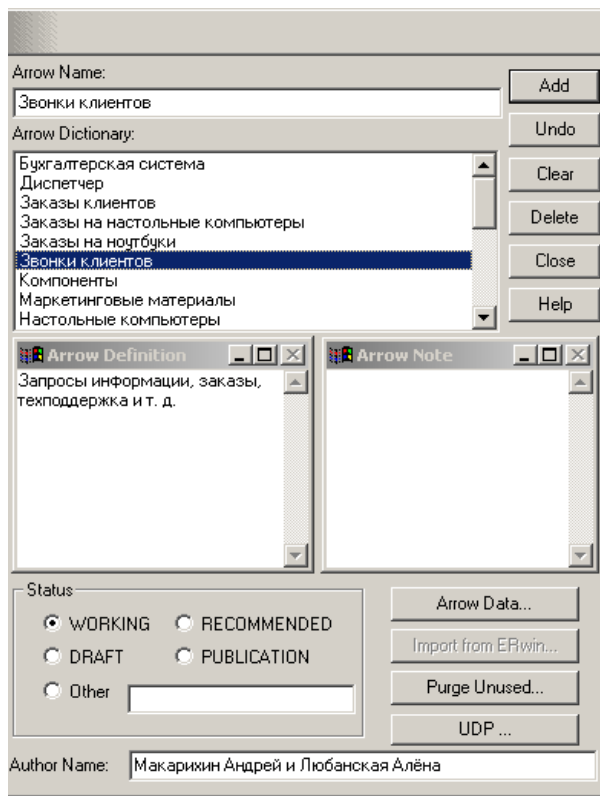 Arrow Name:
Add
Звонки клиентов
Arrow Dictionary:
Undo
Бухгалтерская система
Диспетчер
Заказы клиентов
Заказы на настольные компьютеры
Заказы на ноутбуки
Звонки клиентов
Компоненты
Маркетинговые материалы
Настольные компьютеры
Clear
Delete
Close
Help
Arrow Definition
Запросы информации, заказы,
техподдержка и т. д.
Arrow Note
Status
WORKING
RECOMMENDED
DRAFT
PUBLICATION
Other
Arrow Data...
Import from ERwin...
Purge Unused...
UDP ...
Author Name:
Макарихин Андрей и Любанская Алёна